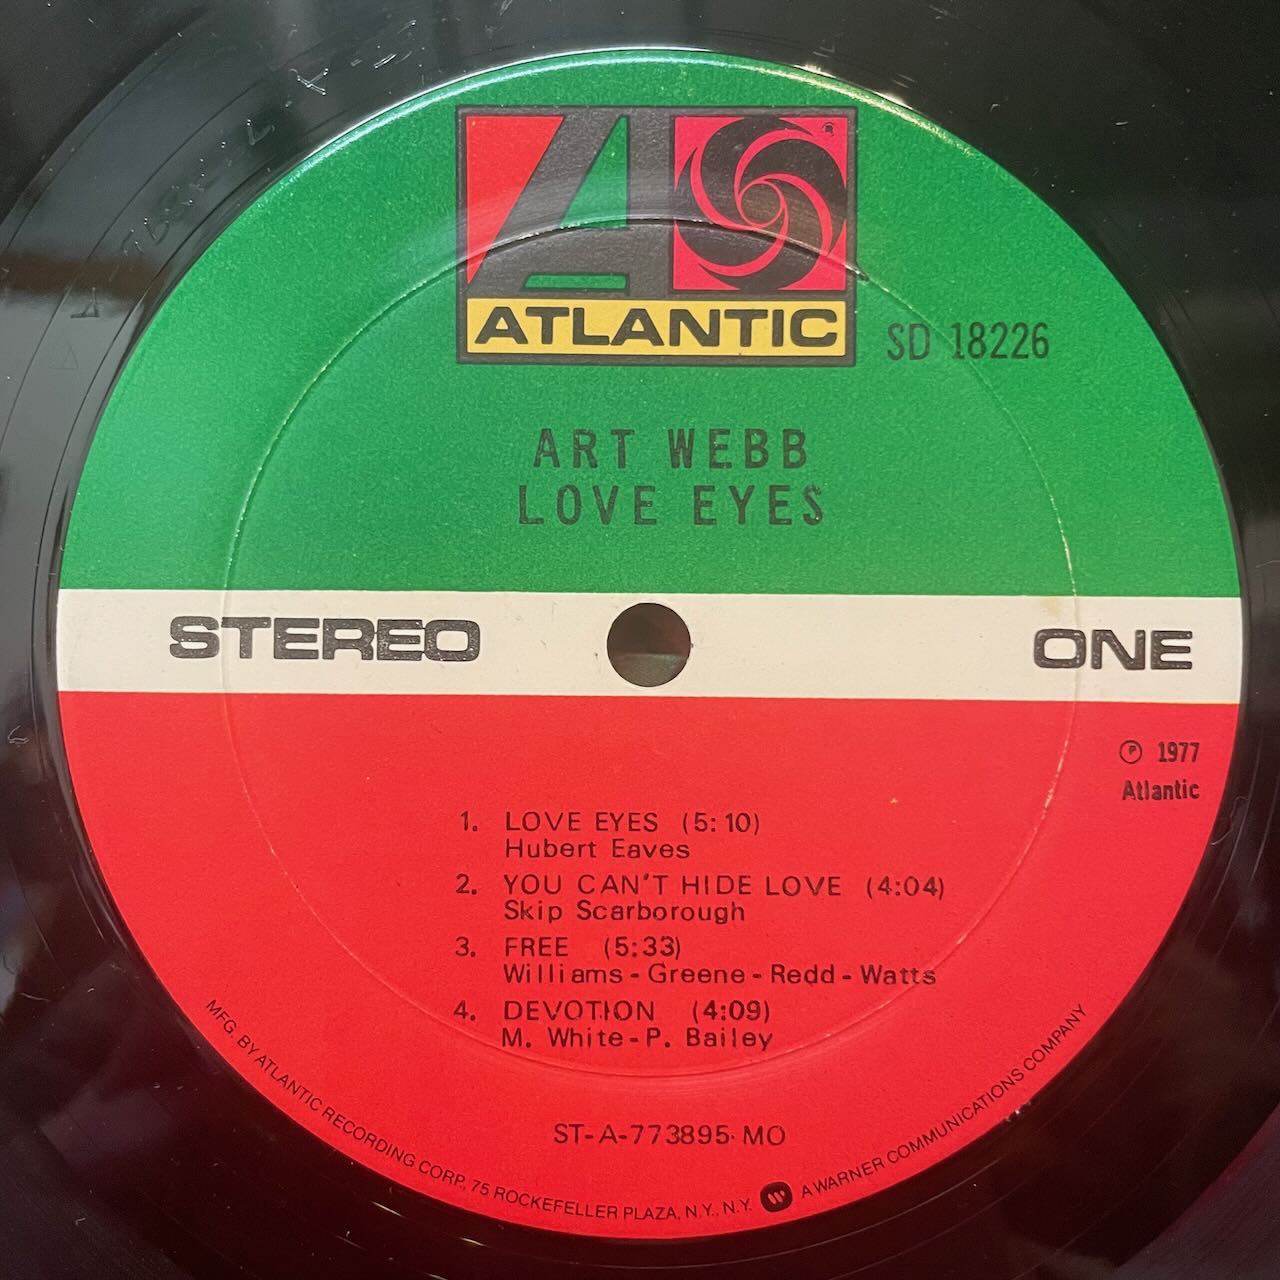 ATLANTIC
SD 18226
ART WEBB
LOVE EYES
STEREO
ONE
Ⓟ 1977
Atlantic
1. LOVE EYES (5:10)
Hubert Eaves
2. YOU CAN'T HIDE LOVE (4:04)
Skip Scarborough
3. FREE (5:33)
Williams-Greene-Redd-Watts
4. DEVOTION (4:09)
M. White-P. Bailey
ST-A-773895-MO
MFG. BY ATLANTIC RECORDING CORP., 75 ROCKEFELLER PLAZA, N.Y., N.Y. A WARNER COMMUNICATIONS COMPANY